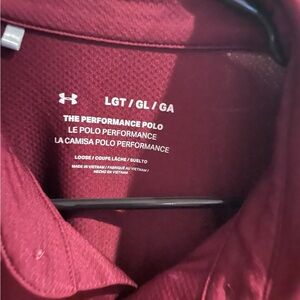 LGT / GL / GA
THE PERFORMANCE POLO
LE POLO PERFORMANCE
LA CAMISA POLO PERFORMANCE
LOOSE / COUPE LÂCHE / SUELTO
MADE IN VIETNAM / FABRIQUÉ AU VIETNAM /
HECHO EN VIETNAM